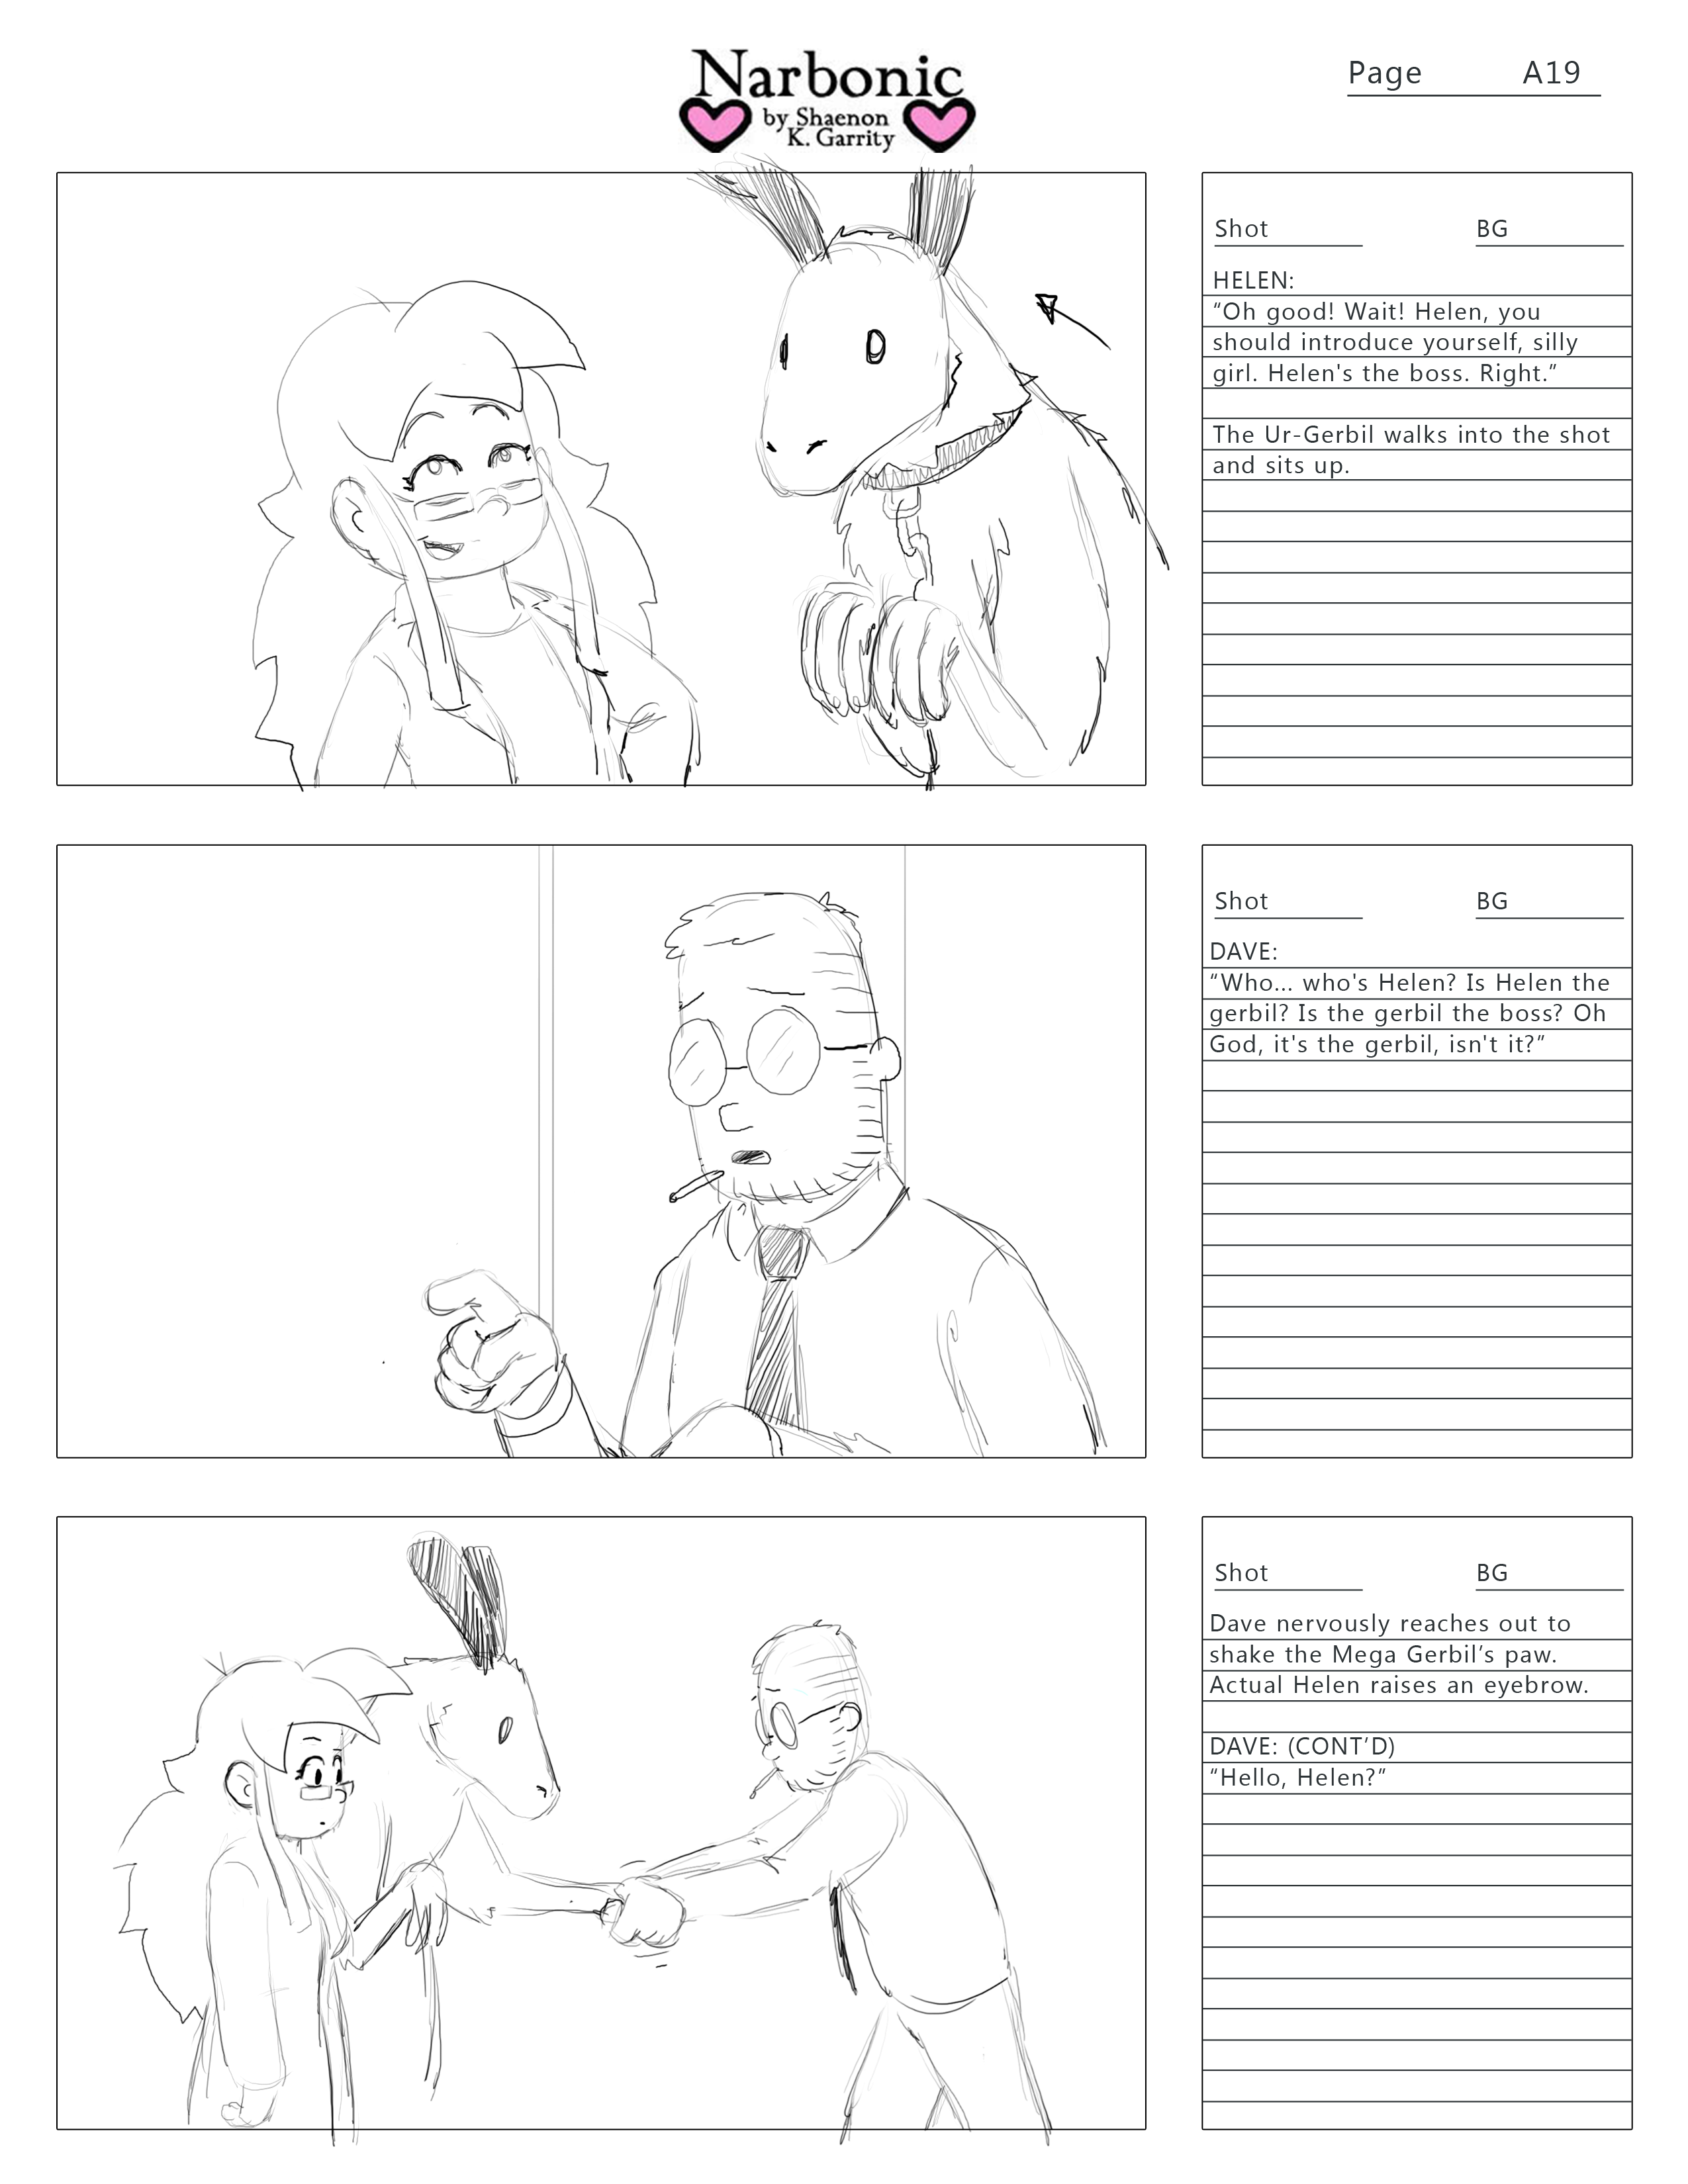 Narbonic
by Shaenon
K. Garrity
Page A19
Shot BG
HELEN:
“Oh good! Wait! Helen, you
should introduce yourself, silly
girl. Helen's the boss. Right.”
The Ur-Gerbil walks into the shot
and sits up.
Shot BG
DAVE:
“Who... who's Helen? Is Helen the
gerbil? Is the gerbil the boss? Oh
God, it's the gerbil, isn't it?”
Shot BG
Dave nervously reaches out to
shake the Mega Gerbil’s paw.
Actual Helen raises an eyebrow.
DAVE: (CONT’D)
“Hello, Helen?”